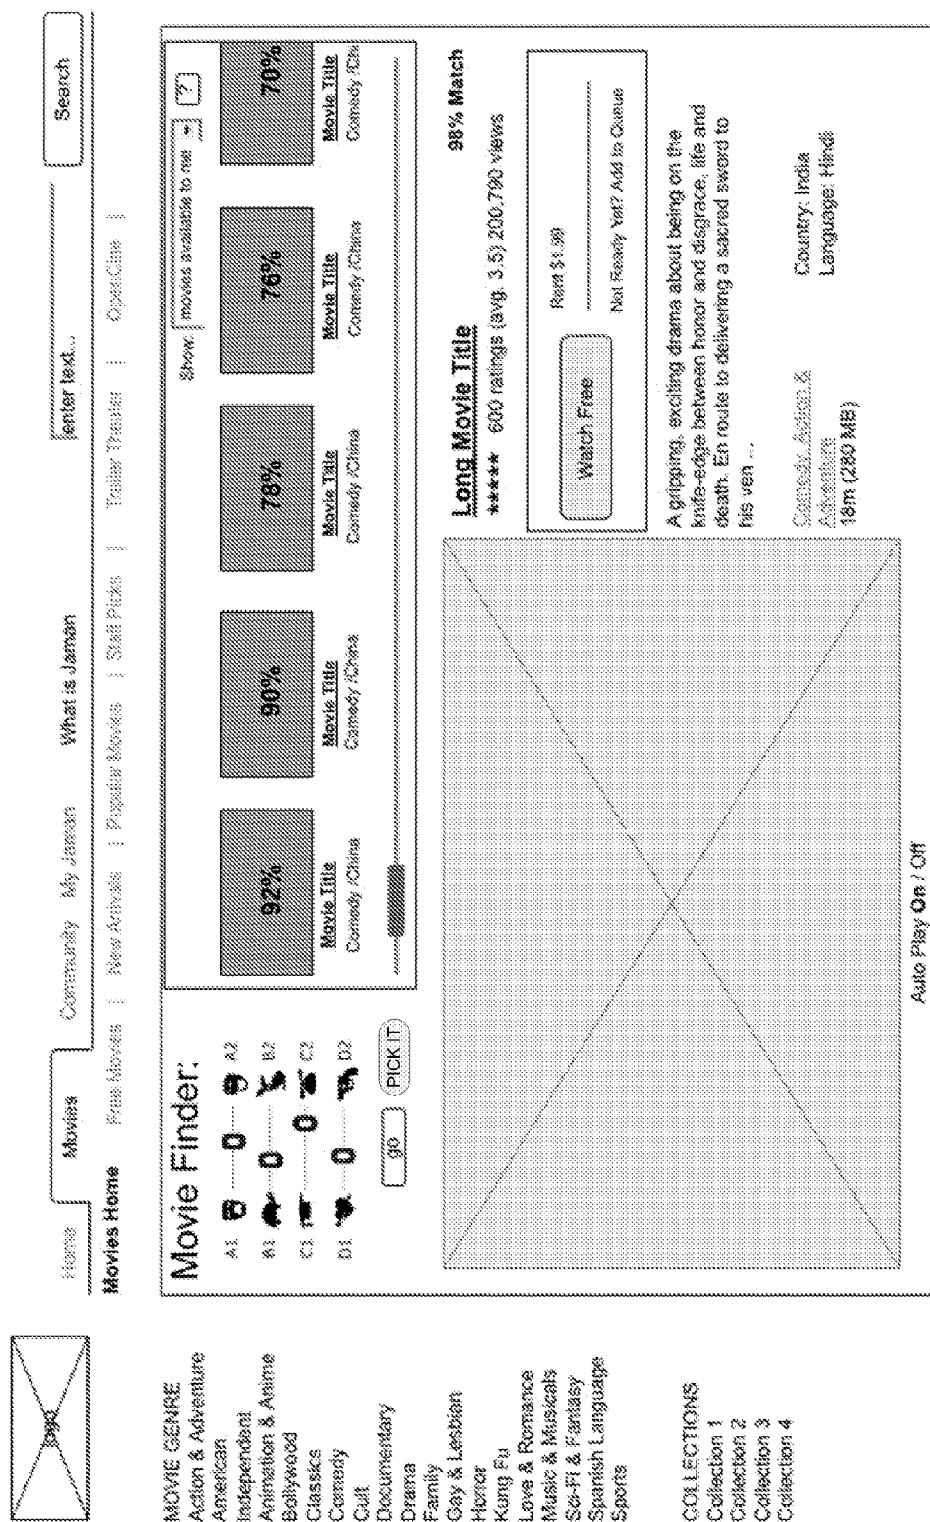 logo
Home
Movies
Community
My Jaman
What is Jaman
enter text...
Search
Movies Home
Free Movies | New Arrivals | Popular Movies | Staff Picks | Trailer Theater | Open Cine |
MOVIE GENRE
Action & Adventure
American
Independent
Animation & Anime
Bollywood
Classics
Comedy
Cult
Documentary
Drama
Family
Gay & Lesbian
Horror
Kung Fu
Love & Romance
Music & Musicals
Sci-Fi & Fantasy
Spanish Language
Sports
COLLECTIONS
Collection 1
Collection 2
Collection 3
Collection 4
Movie Finder:
A1 A2
B1 B2
C1 C2
D1 D2
go
PICK IT
Show: movies available to me
?
92% 90% 78% 76% 70%
Movie Title Movie Title Movie Title Movie Title Movie Title
Comedy /China Comedy /China Comedy /China Comedy /China Comedy /Chi
Long Movie Title
98% Match
★★★★★ 600 ratings (avg. 3.5) 200,790 views
Watch Free
Rent $1.99
Not Ready Yet? Add to Queue
A gripping, exciting drama about being on the
knife-edge between honor and disgrace, life and
death. En route to delivering a sacred sword to
his ven ...
Comedy, Action &
Adventure
18m (280 MB)
Country: India
Language: Hindi
Auto Play On / Off